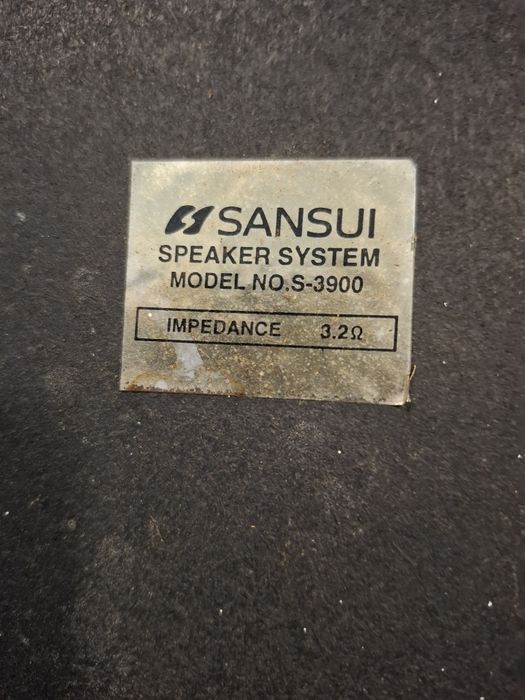 SANSUI
SPEAKER SYSTEM
MODEL NO.S-3900
IMPEDANCE 3.2Ω